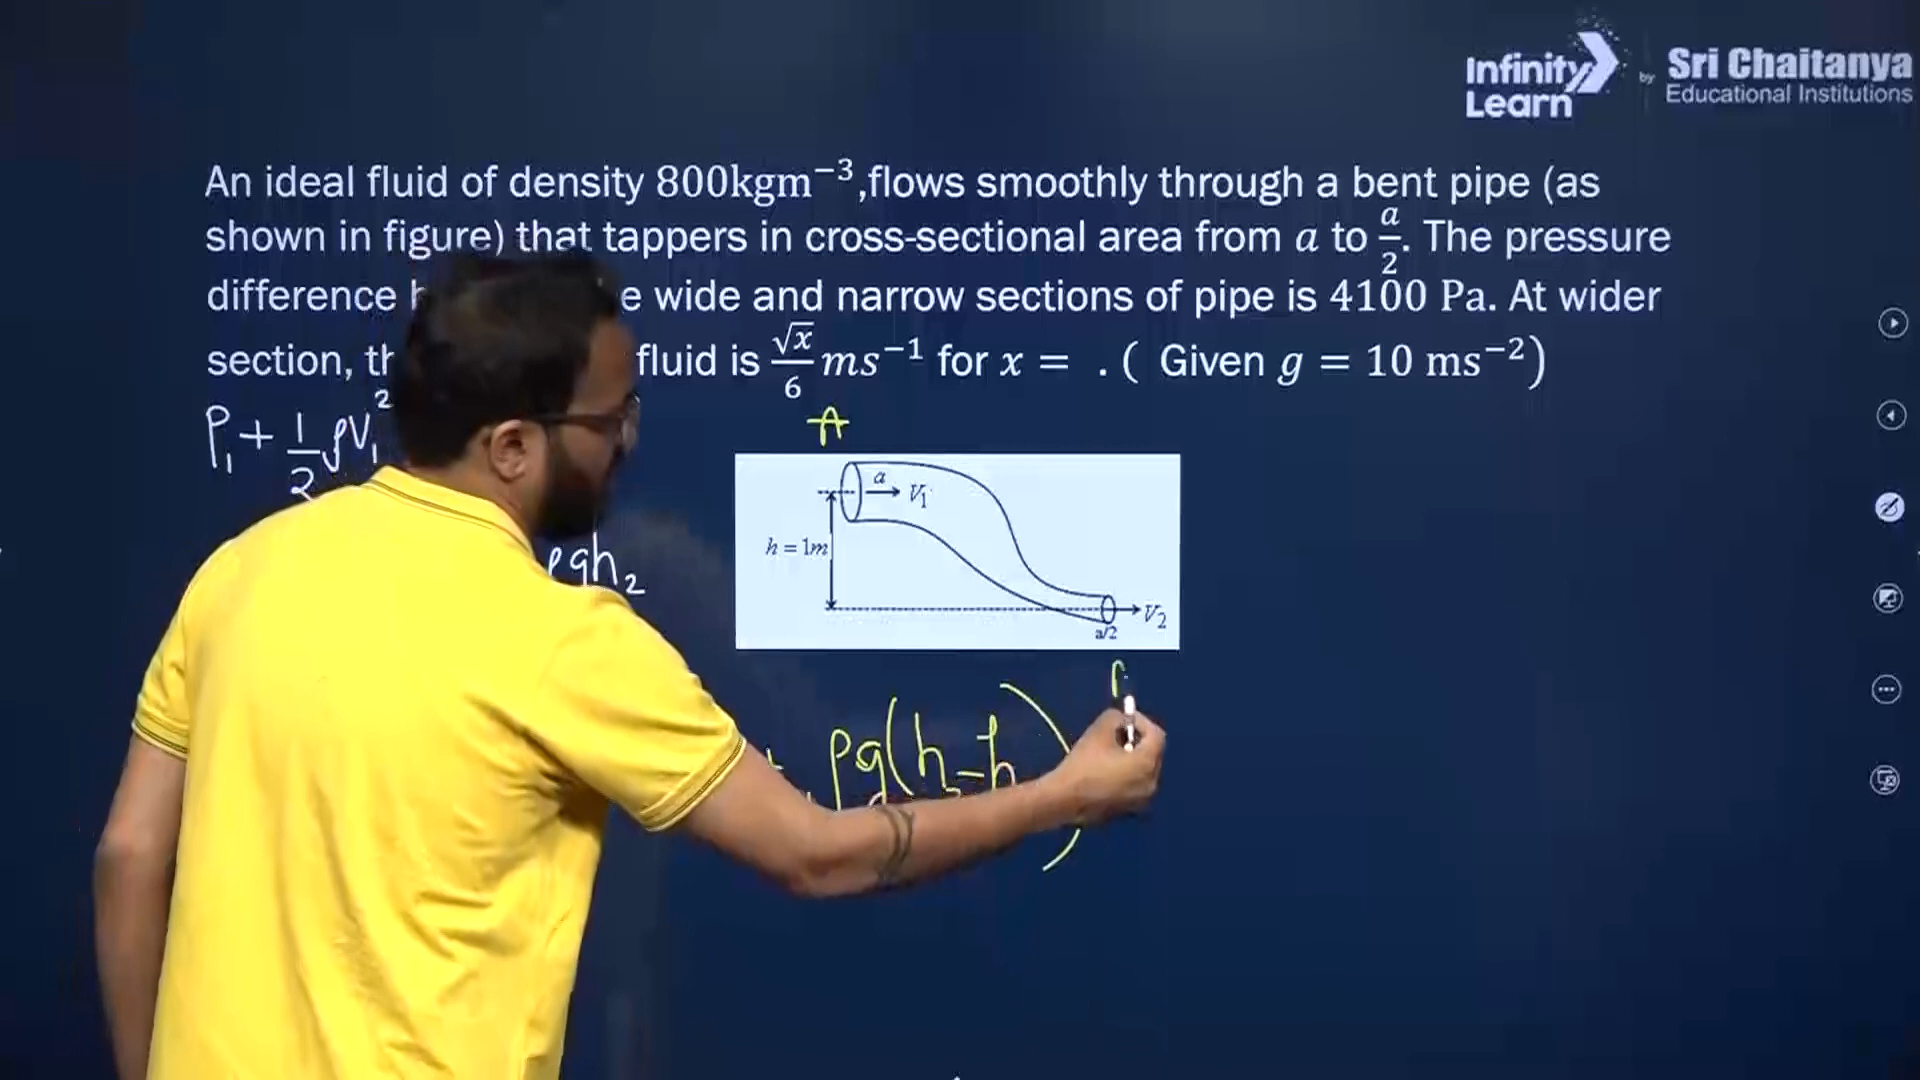 Infinity Learn by Sri Chaitanya Educational Institutions
An ideal fluid of density 800kgm⁻³,flows smoothly through a bent pipe (as
shown in figure) that tappers in cross-sectional area from a to a/2. The pressure
difference wide and narrow sections of pipe is 4100 Pa. At wider
section, fluid is √x/6 ms⁻¹ for x = . ( Given g = 10 ms⁻²)
P₁ + 1/2 ρV₁²
A
a V₁
h = 1m
ρgh₂
V₂
a/2
ρg(h₂-h )